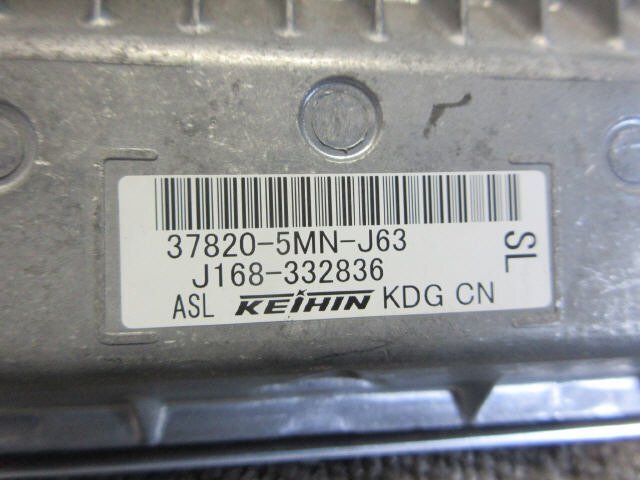 37820-5MN-J63
J168-332836
ASL KEIHIN KDG CN
SL